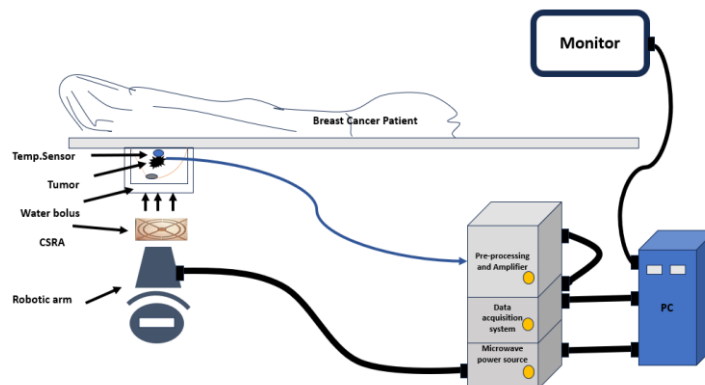 Monitor
Breast Cancer Patient
Temp.Sensor
Tumor
Water bolus
CSRA
Robotic arm
Pre-processing
and Amplifier
Data
acquisition
system
Microwave
power source
PC